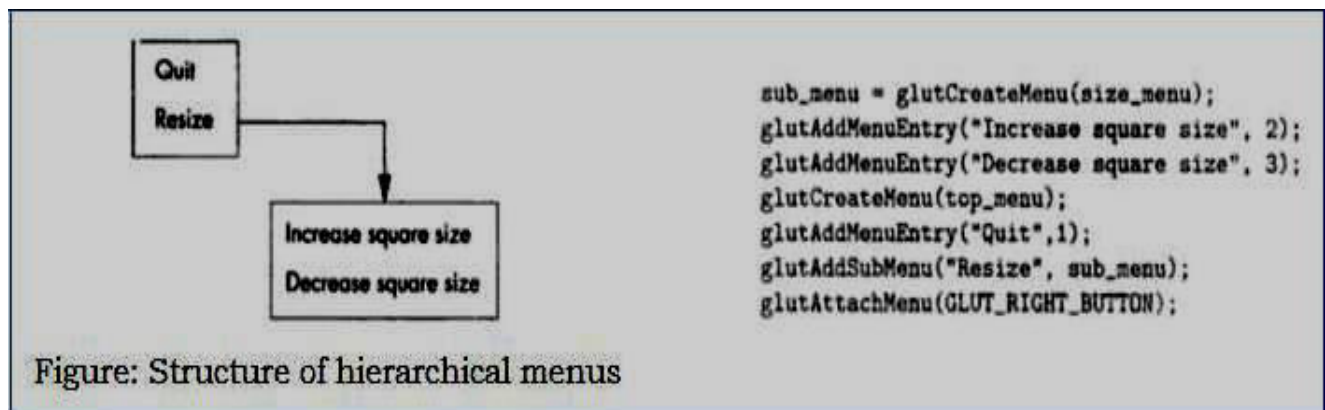 Quit
Resize
Increase square size
Decrease square size
sub_menu = glutCreateMenu(size_menu);
glutAddMenuEntry("Increase square size", 2);
glutAddMenuEntry("Decrease square size", 3);
glutCreateMenu(top_menu);
glutAddMenuEntry("Quit",1);
glutAddSubMenu("Resize", sub_menu);
glutAttachMenu(GLUT_RIGHT_BUTTON);
Figure: Structure of hierarchical menus